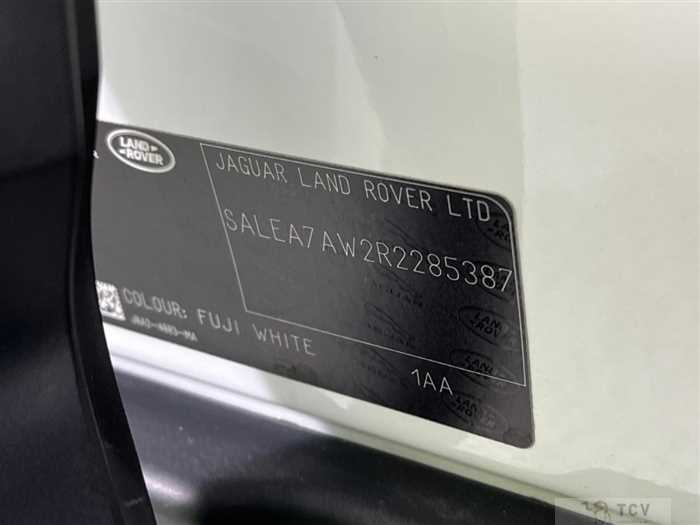 LAND
ROVER
JAGUAR LAND ROVER LTD
SALEA7AW2R2285387
COLOUR: FUJI WHITE
1AA
TCV